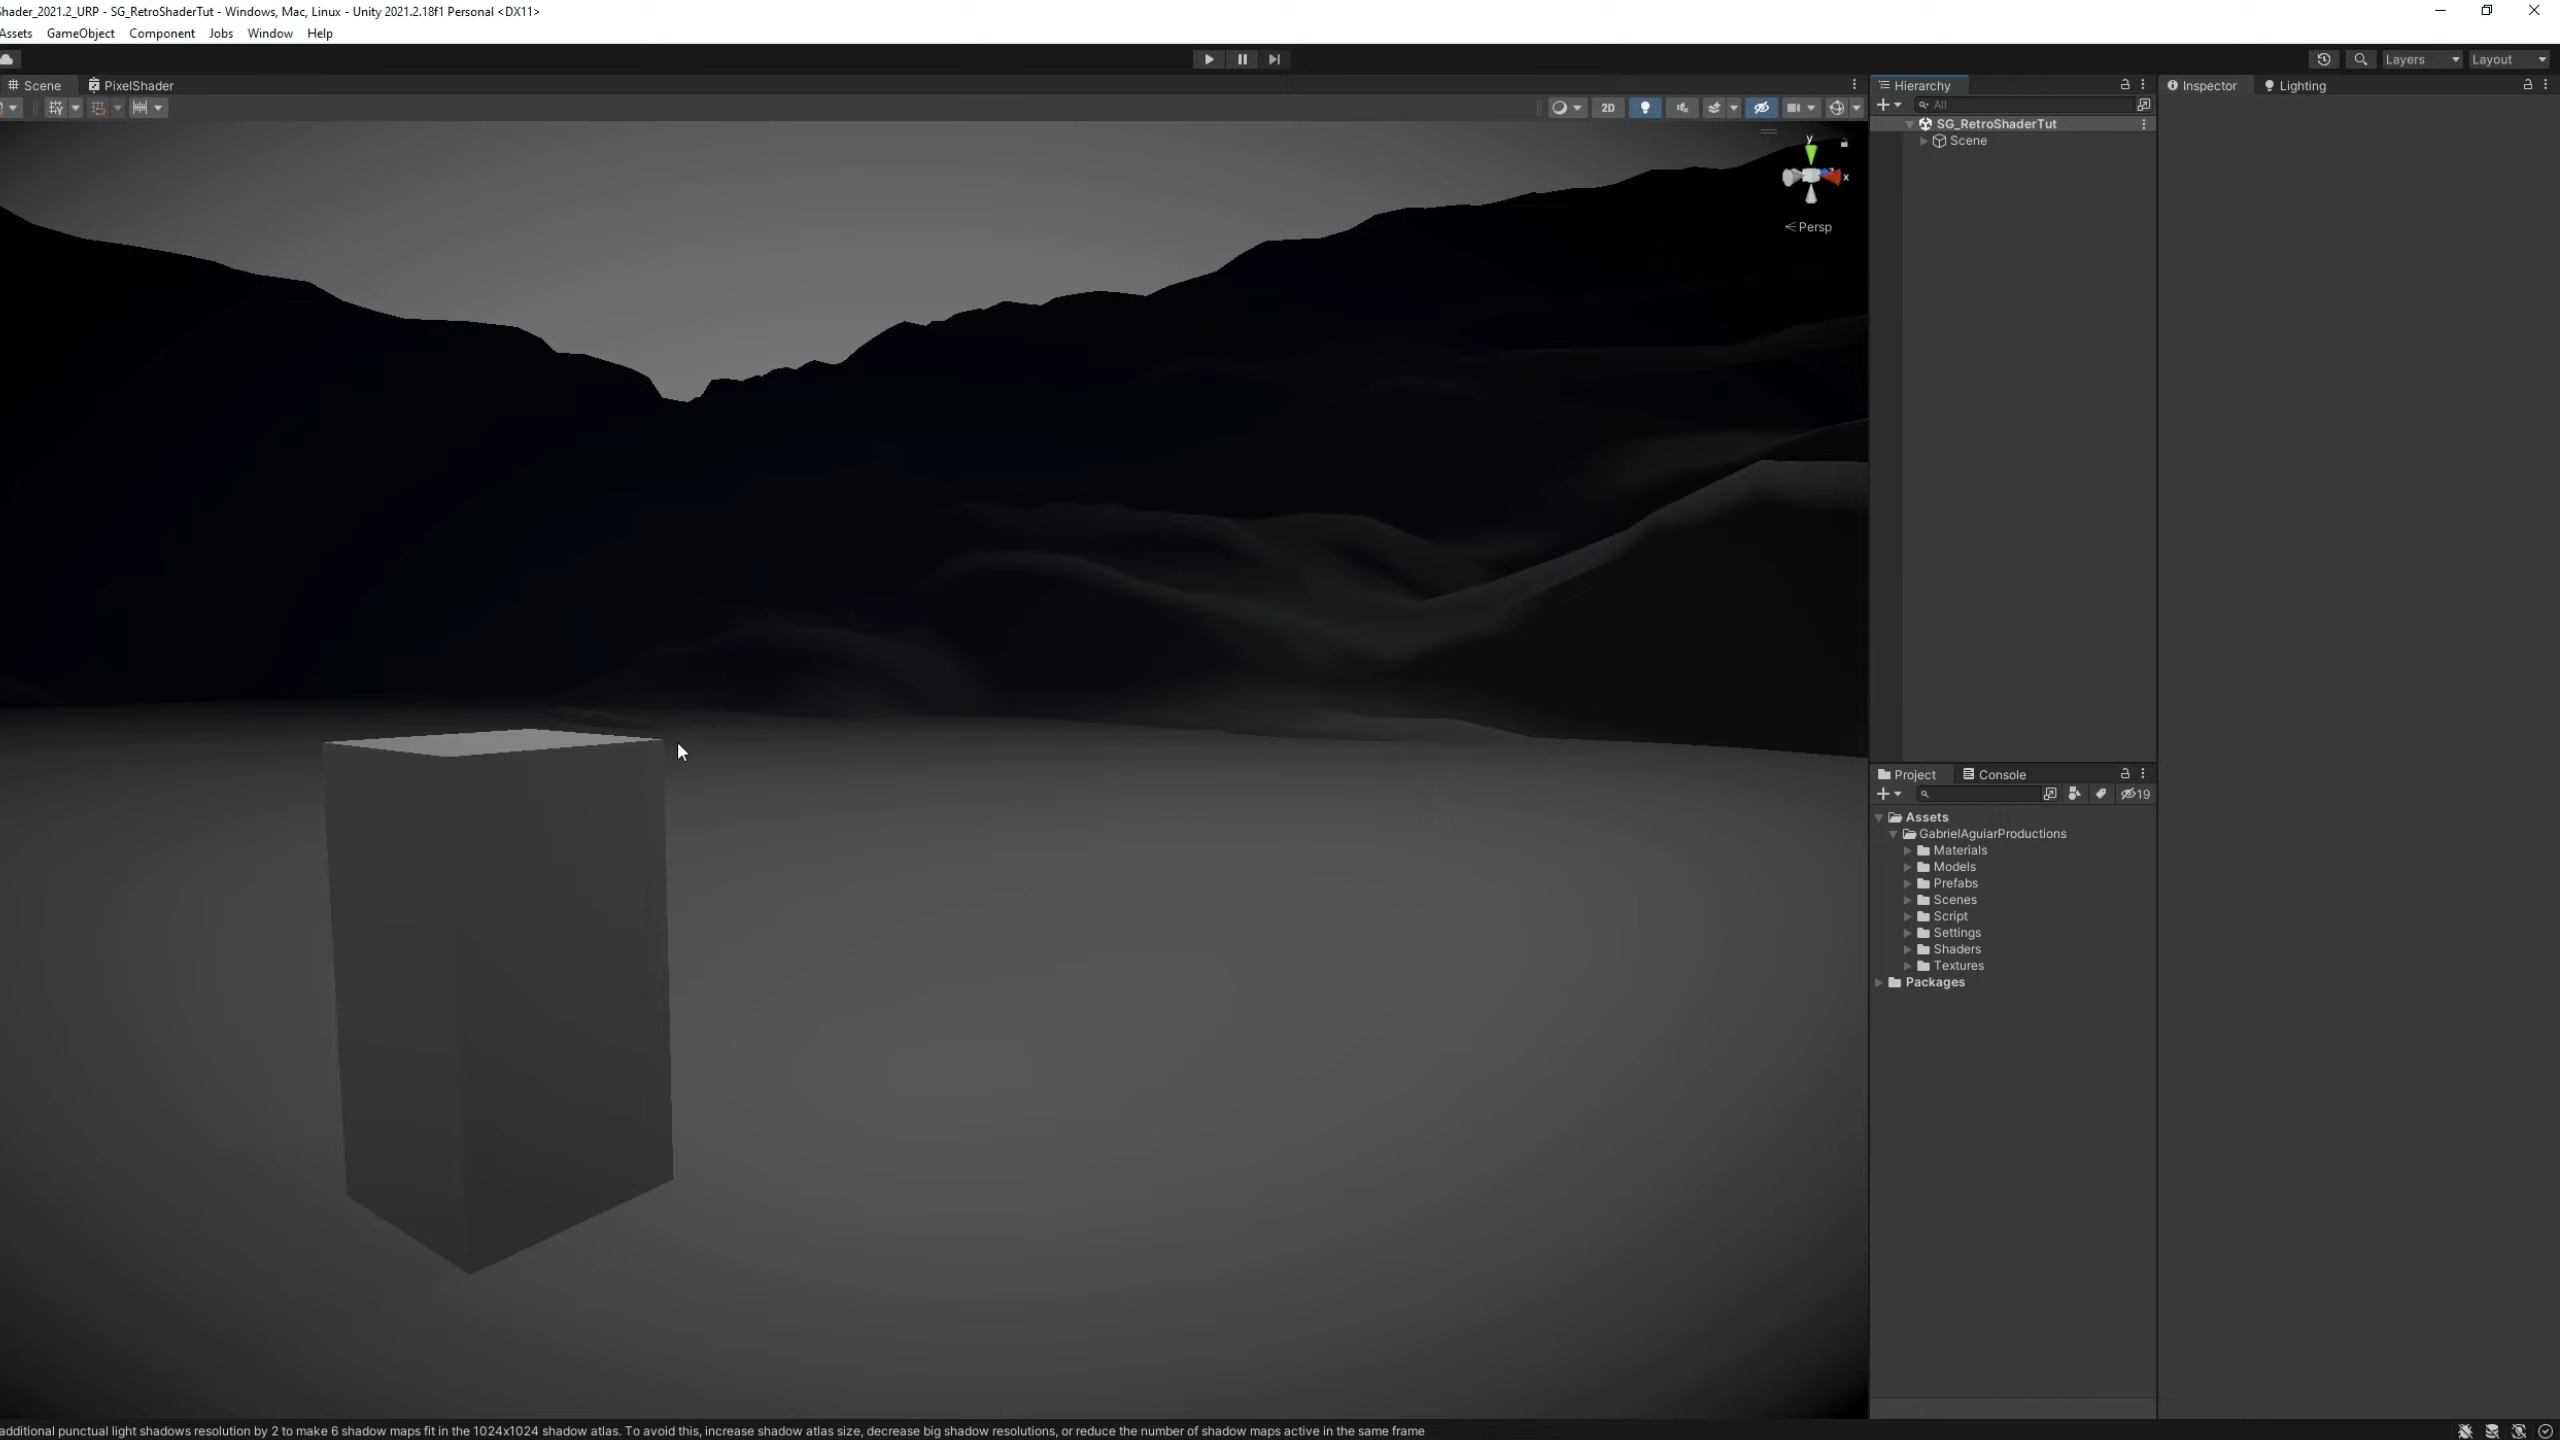 Shader_2021.2_URP - SG_RetroShaderTut - Windows, Mac, Linux - Unity 2021.2.18f1 Personal <DX11>
Assets GameObject Component Jobs Window Help
Layers Layout
Scene PixelShader Hierarchy Inspector Lighting
2D
All
SG_RetroShaderTut
Scene
y
x
Persp
Project Console
19
Assets
GabrielAguiarProductions
Materials
Models
Prefabs
Scenes
Script
Settings
Shaders
Textures
Packages
additional punctual light shadows resolution by 2 to make 6 shadow maps fit in the 1024x1024 shadow atlas. To avoid this, increase shadow atlas size, decrease big shadow resolutions, or reduce the number of shadow maps active in the same frame